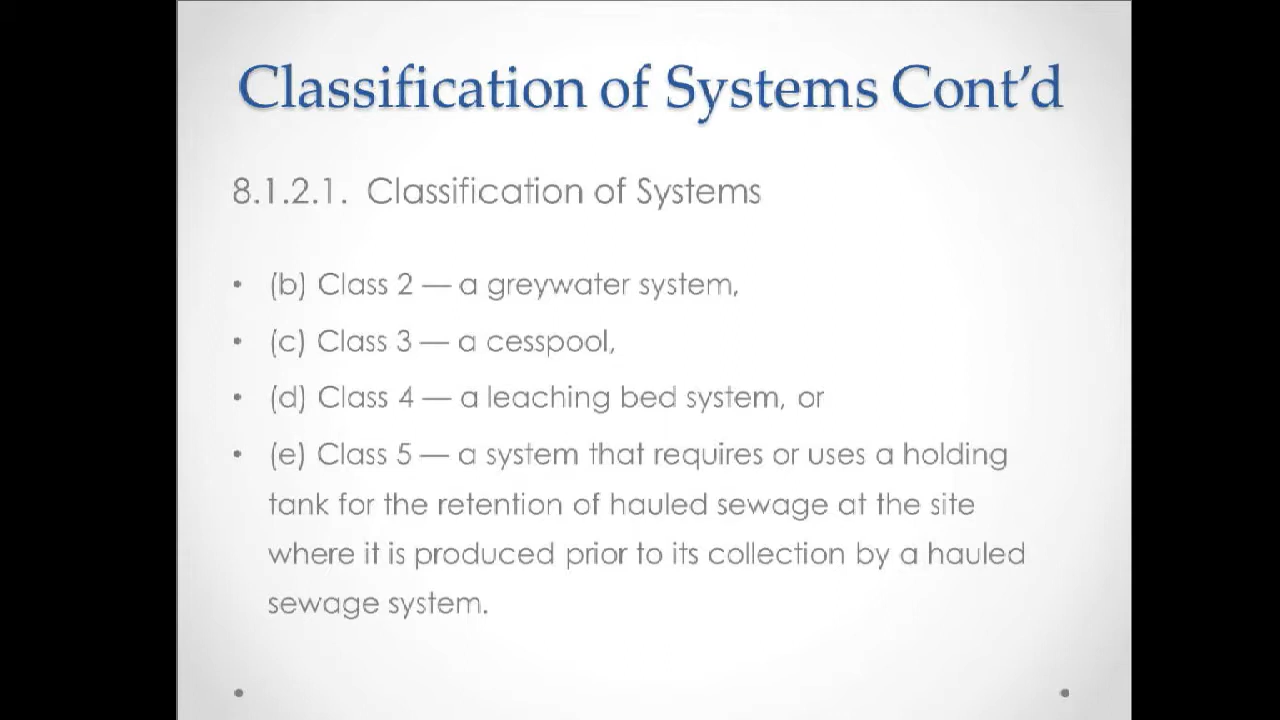 Classification of Systems Cont’d
8.1.2.1. Classification of Systems
• (b) Class 2 — a greywater system,
• (c) Class 3 — a cesspool,
• (d) Class 4 — a leaching bed system, or
• (e) Class 5 — a system that requires or uses a holding
tank for the retention of hauled sewage at the site
where it is produced prior to its collection by a hauled
sewage system.